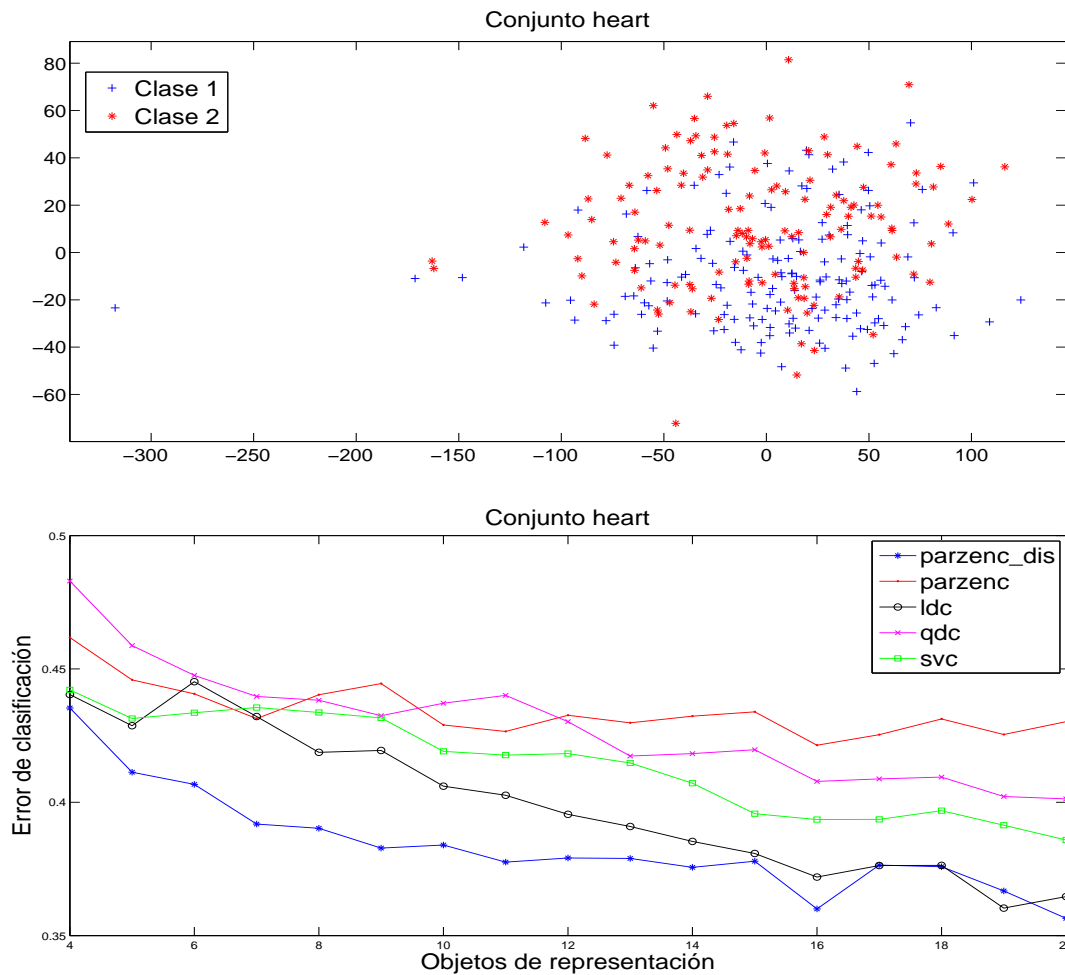 Conjunto heart
80
60
40
20
0
−20
−40
−60
Clase 1
Clase 2
−300
−250
−200
−150
−100
−50
0
50
100
Conjunto heart
0.5
0.45
0.4
0.35
Error de clasificación
parzenc_dis
parzenc
ldc
qdc
svc
4
6
8
10
12
14
16
18
2
Objetos de representación